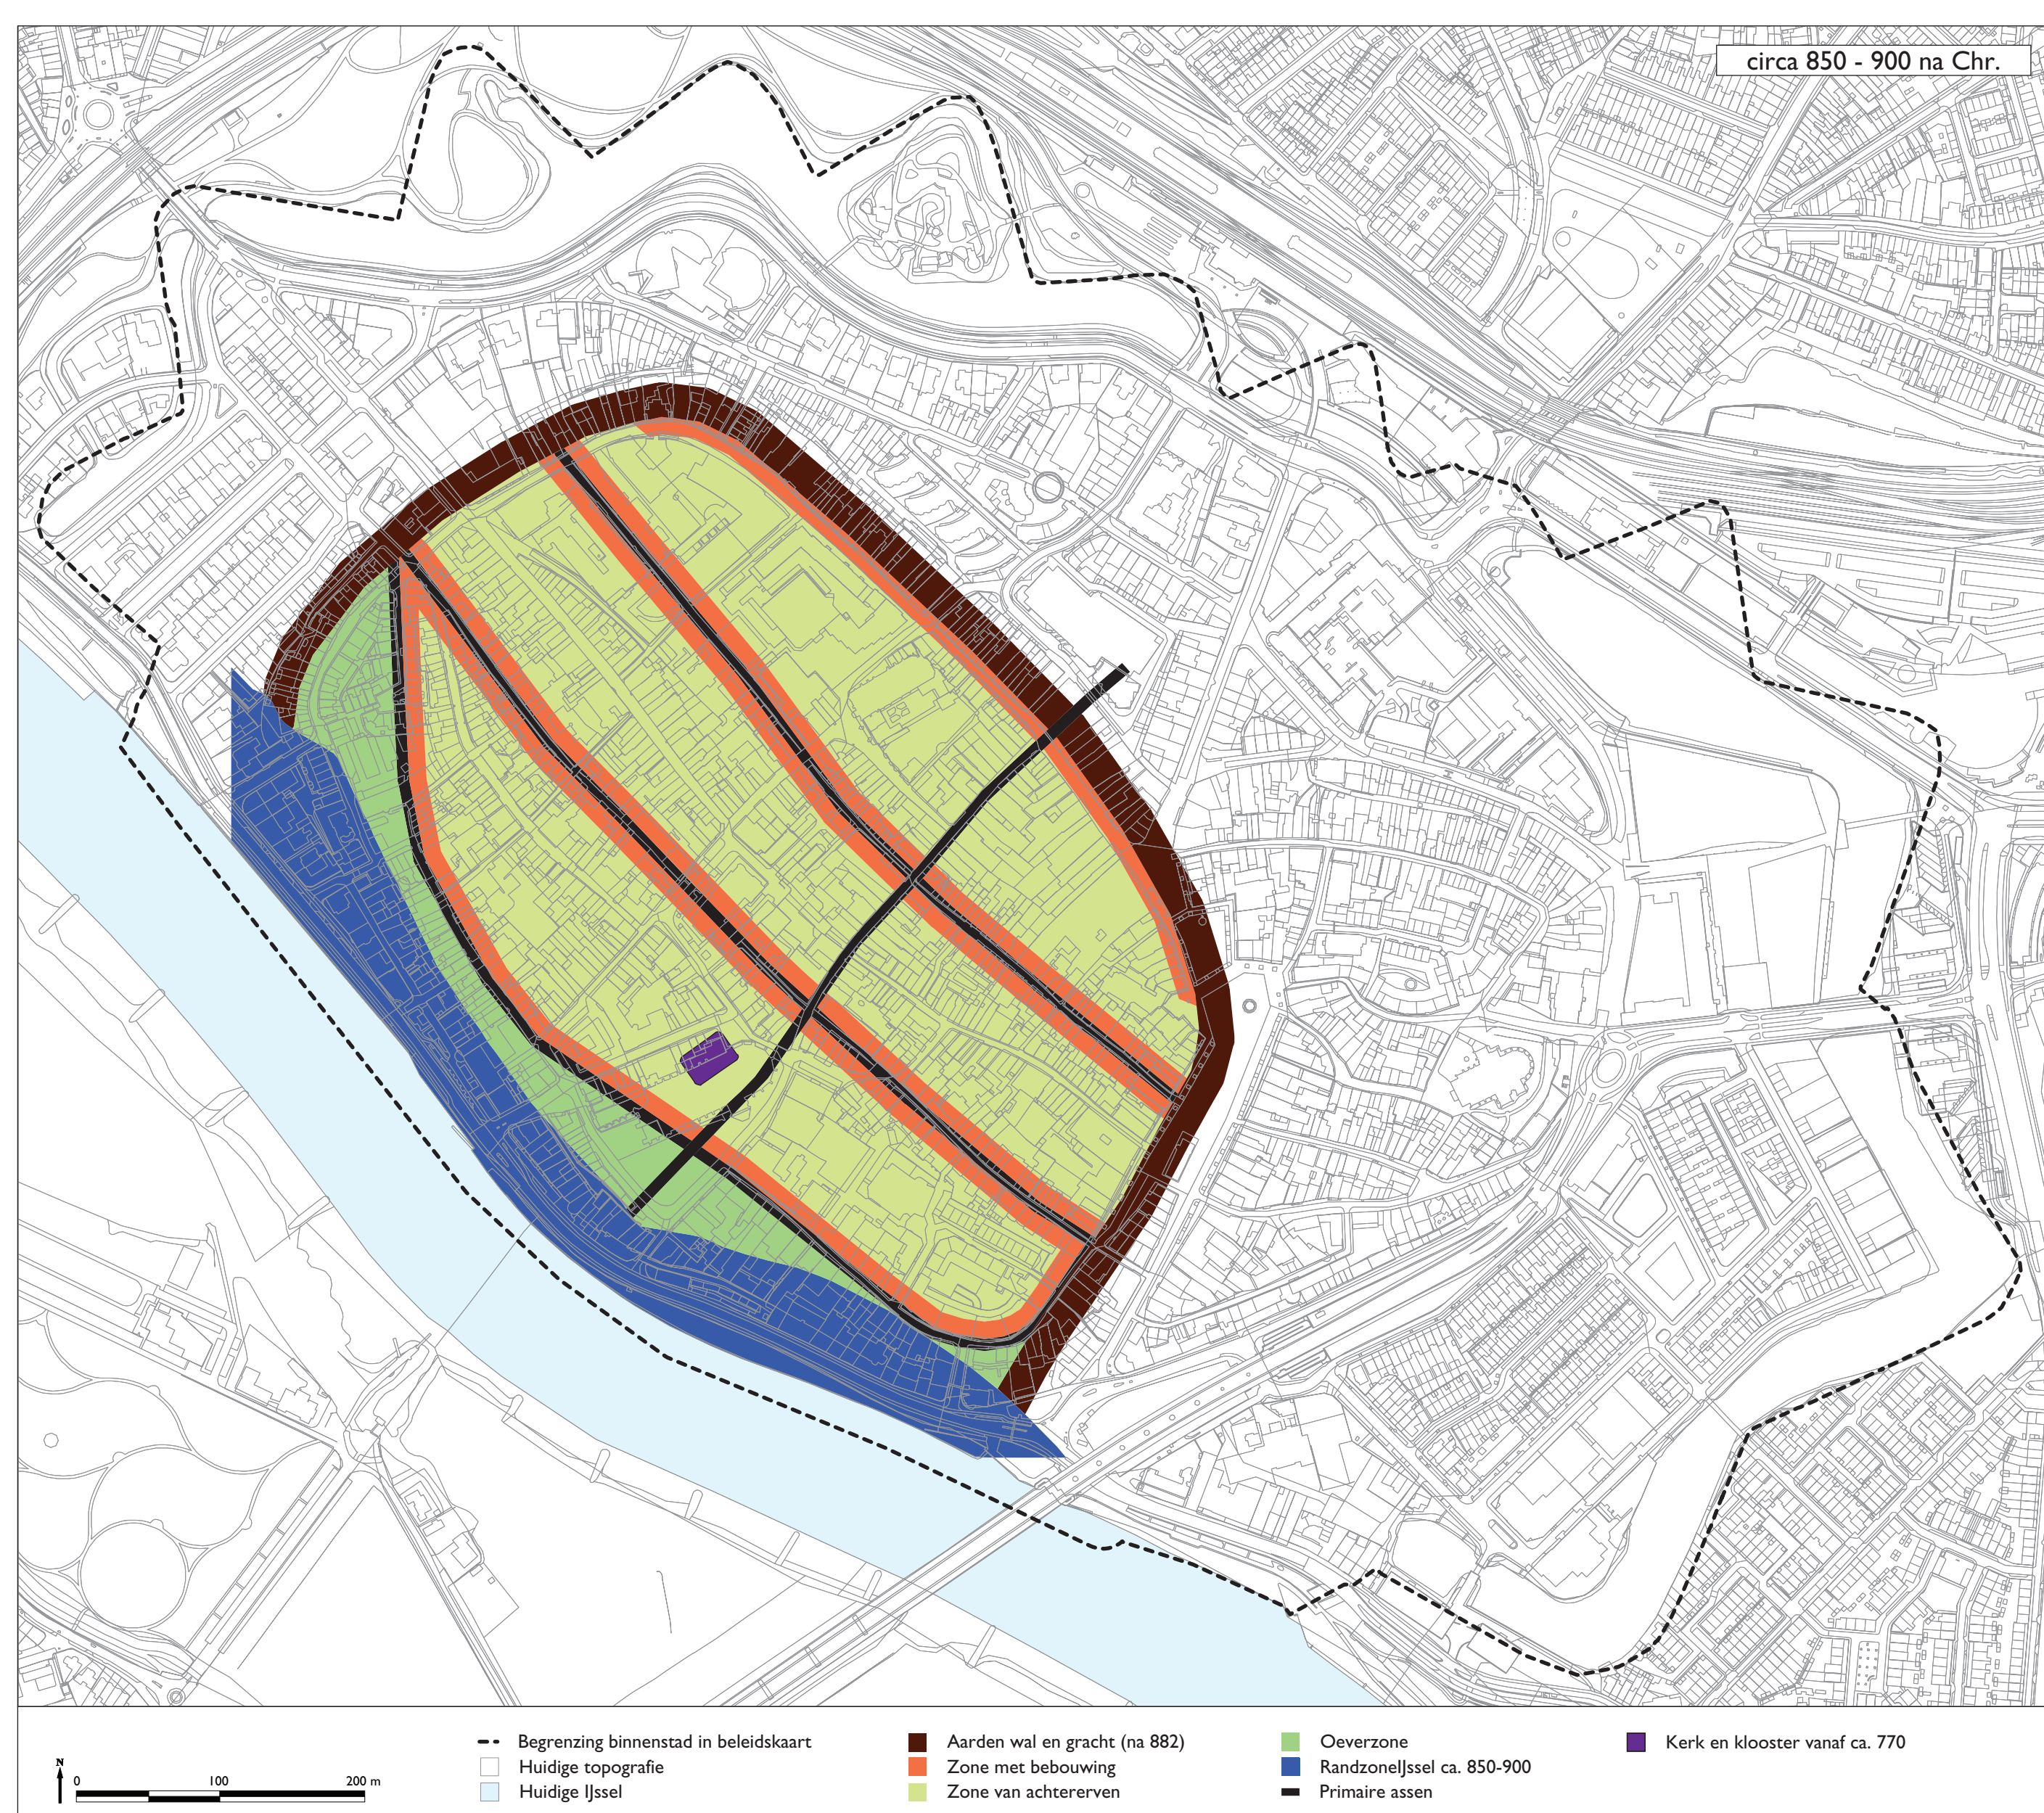 circa 850 - 900 na Chr.
N
0 100 200 m
Begrenzing binnenstad in beleidskaart
Huidige topografie
Huidige IJssel
Aarden wal en gracht (na 882)
Zone met bebouwing
Zone van achtererven
Oeverzone
RandzoneIJssel ca. 850-900
Primaire assen
Kerk en klooster vanaf ca. 770